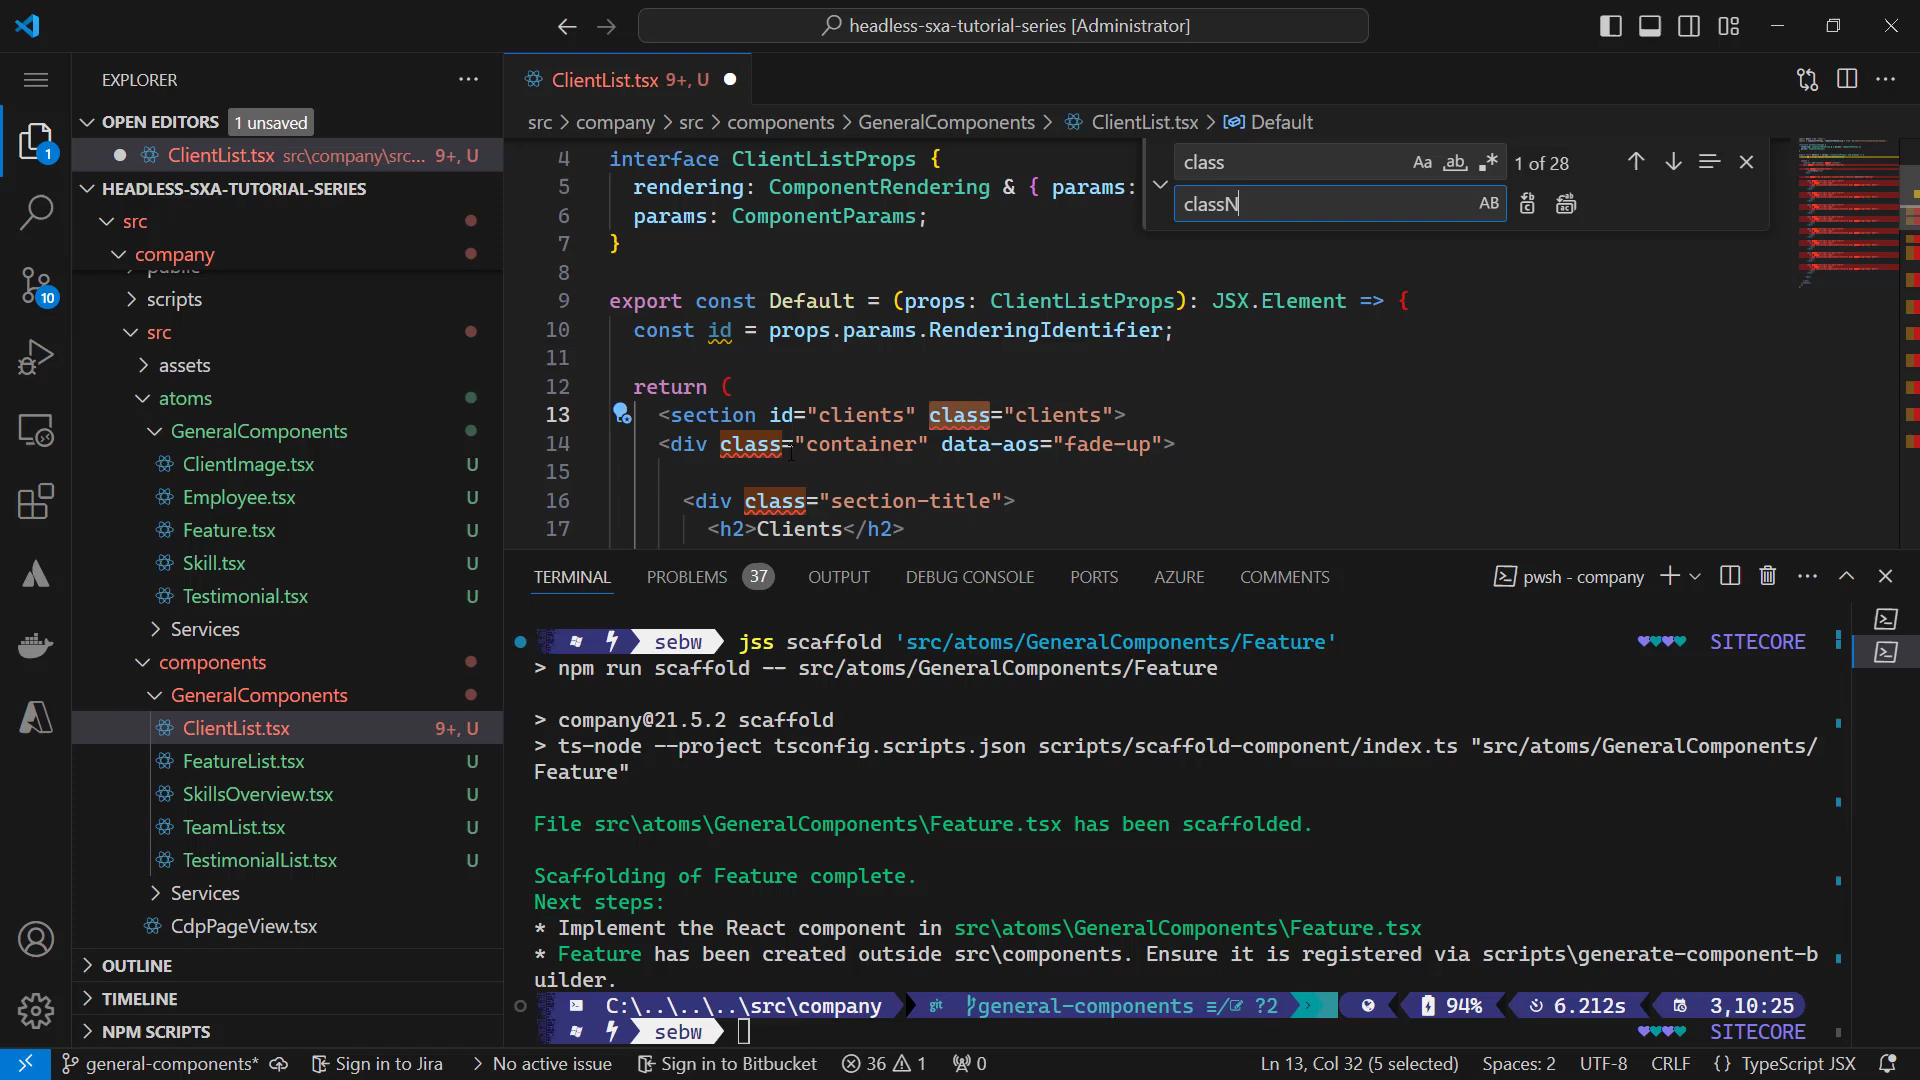 headless-sxa-tutorial-series [Administrator]
EXPLORER
OPEN EDITORS 1 unsaved
ClientList.tsx src\company\src... 9+, U
HEADLESS-SXA-TUTORIAL-SERIES
src
company
scripts
src
assets
atoms
GeneralComponents
ClientImage.tsx U
Employee.tsx U
Feature.tsx U
Skill.tsx U
Testimonial.tsx U
Services
components
GeneralComponents
ClientList.tsx 9+, U
FeatureList.tsx U
SkillsOverview.tsx U
TeamList.tsx U
TestimonialList.tsx U
Services
CdpPageView.tsx
OUTLINE
TIMELINE
NPM SCRIPTS
1
10
ClientList.tsx 9+, U
src > company > src > components > GeneralComponents > ClientList.tsx > Default
class Aa ab 1 of 28
classN AB
4 interface ClientListProps {
5 rendering: ComponentRendering & { params:
6 params: ComponentParams;
7 }
8
9 export const Default = (props: ClientListProps): JSX.Element => {
10 const id = props.params.RenderingIdentifier;
11
12 return (
13 <section id="clients" class="clients">
14 <div class="container" data-aos="fade-up">
15
16 <div class="section-title">
17 <h2>Clients</h2>
TERMINAL PROBLEMS 37 OUTPUT DEBUG CONSOLE PORTS AZURE COMMENTS pwsh - company
sebw jss scaffold 'src/atoms/GeneralComponents/Feature' SITECORE
> npm run scaffold -- src/atoms/GeneralComponents/Feature
> company@21.5.2 scaffold
> ts-node --project tsconfig.scripts.json scripts/scaffold-component/index.ts "src/atoms/GeneralComponents/
Feature"
File src\atoms\GeneralComponents\Feature.tsx has been scaffolded.
Scaffolding of Feature complete.
Next steps:
* Implement the React component in src\atoms\GeneralComponents\Feature.tsx
* Feature has been created outside src\components. Ensure it is registered via scripts\generate-component-b
uilder.
C:\..\..\..\src\company git general-components ≡/ ?2 94% 6.212s 3,10:25
sebw SITECORE
general-components* Sign in to Jira No active issue Sign in to Bitbucket 36 1 0 Ln 13, Col 32 (5 selected) Spaces: 2 UTF-8 CRLF {} TypeScript JSX